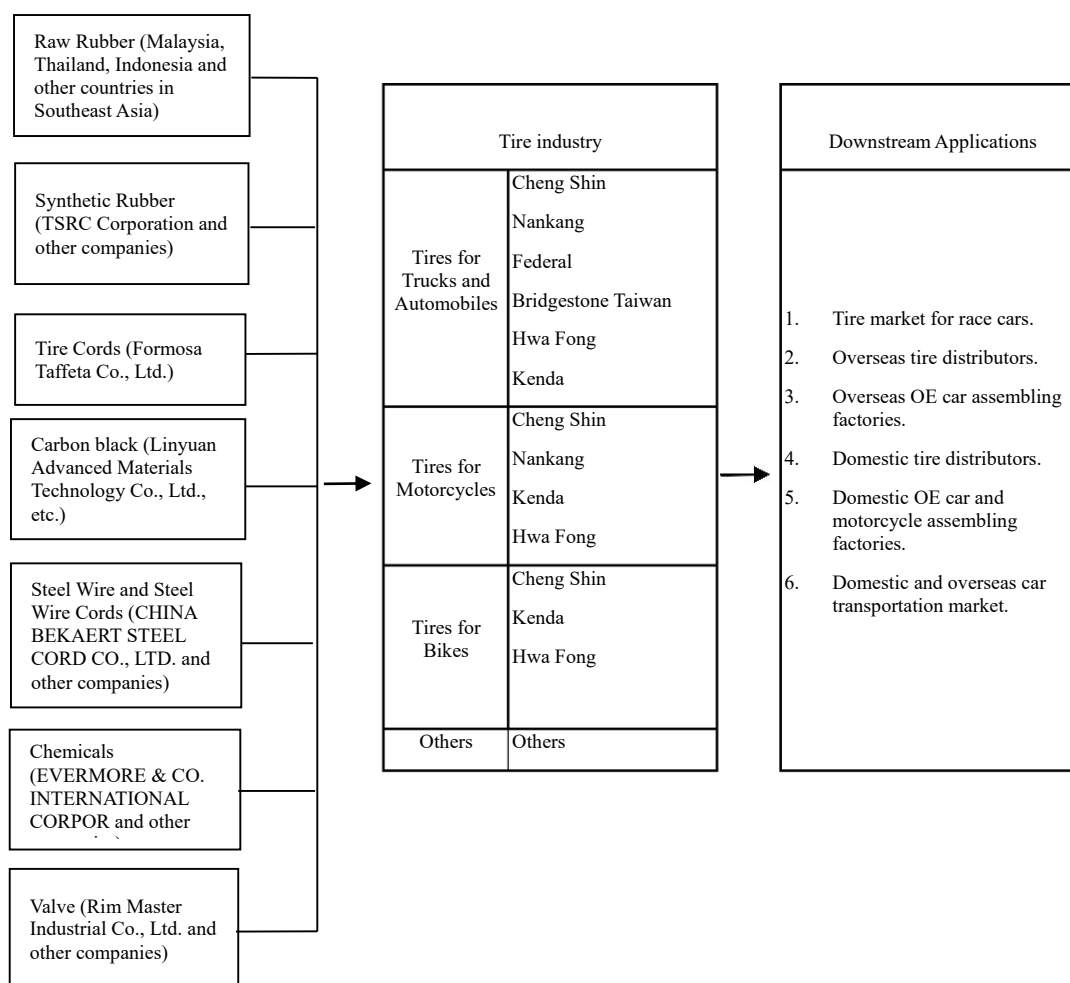 Raw Rubber (Malaysia,
Thailand, Indonesia and
other countries in
Southeast Asia)
Synthetic Rubber
(TSRC Corporation and
other companies)
Tire Cords (Formosa
Taffeta Co., Ltd.)
Carbon black (Linyuan
Advanced Materials
Technology Co., Ltd.,
etc.)
Steel Wire and Steel
Wire Cords (CHINA
BEKAERT STEEL
CORD CO., LTD. and
other companies)
Chemicals
(EVERMORE & CO.
INTERNATIONAL
CORPOR and other
Valve (Rim Master
Industrial Co., Ltd. and
other companies)
Tire industry
Tires for
Trucks and
Automobiles
Cheng Shin
Nankang
Federal
Bridgestone Taiwan
Hwa Fong
Kenda
Tires for
Motorcycles
Cheng Shin
Nankang
Kenda
Hwa Fong
Tires for
Bikes
Cheng Shin
Kenda
Hwa Fong
Others
Others
Downstream Applications
1. Tire market for race cars.
2. Overseas tire distributors.
3. Overseas OE car assembling
factories.
4. Domestic tire distributors.
5. Domestic OE car and
motorcycle assembling
factories.
6. Domestic and overseas car
transportation market.